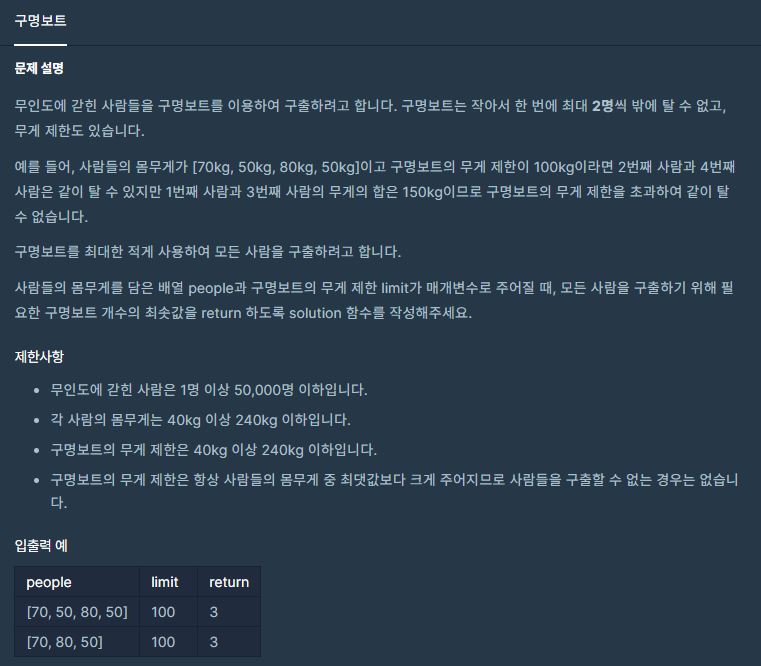 구명보트
문제 설명
무인도에 갇힌 사람들을 구명보트를 이용하여 구출하려고 합니다. 구명보트는 작아서 한 번에 최대 2명씩 밖에 탈 수 없고,
무게 제한도 있습니다.
예를 들어, 사람들의 몸무게가 [70kg, 50kg, 80kg, 50kg]이고 구명보트의 무게 제한이 100kg이라면 2번째 사람과 4번째
사람은 같이 탈 수 있지만 1번째 사람과 3번째 사람의 무게의 합은 150kg이므로 구명보트의 무게 제한을 초과하여 같이 탈
수 없습니다.
구명보트를 최대한 적게 사용하여 모든 사람을 구출하려고 합니다.
사람들의 몸무게를 담은 배열 people과 구명보트의 무게 제한 limit가 매개변수로 주어질 때, 모든 사람을 구출하기 위해 필
요한 구명보트 개수의 최솟값을 return 하도록 solution 함수를 작성해주세요.
제한사항
• 무인도에 갇힌 사람은 1명 이상 50,000명 이하입니다.
• 각 사람의 몸무게는 40kg 이상 240kg 이하입니다.
• 구명보트의 무게 제한은 40kg 이상 240kg 이하입니다.
• 구명보트의 무게 제한은 항상 사람들의 몸무게 중 최댓값보다 크게 주어지므로 사람들을 구출할 수 없는 경우는 없습니
다.
입출력 예
people limit return
[70, 50, 80, 50] 100 3
[70, 80, 50] 100 3